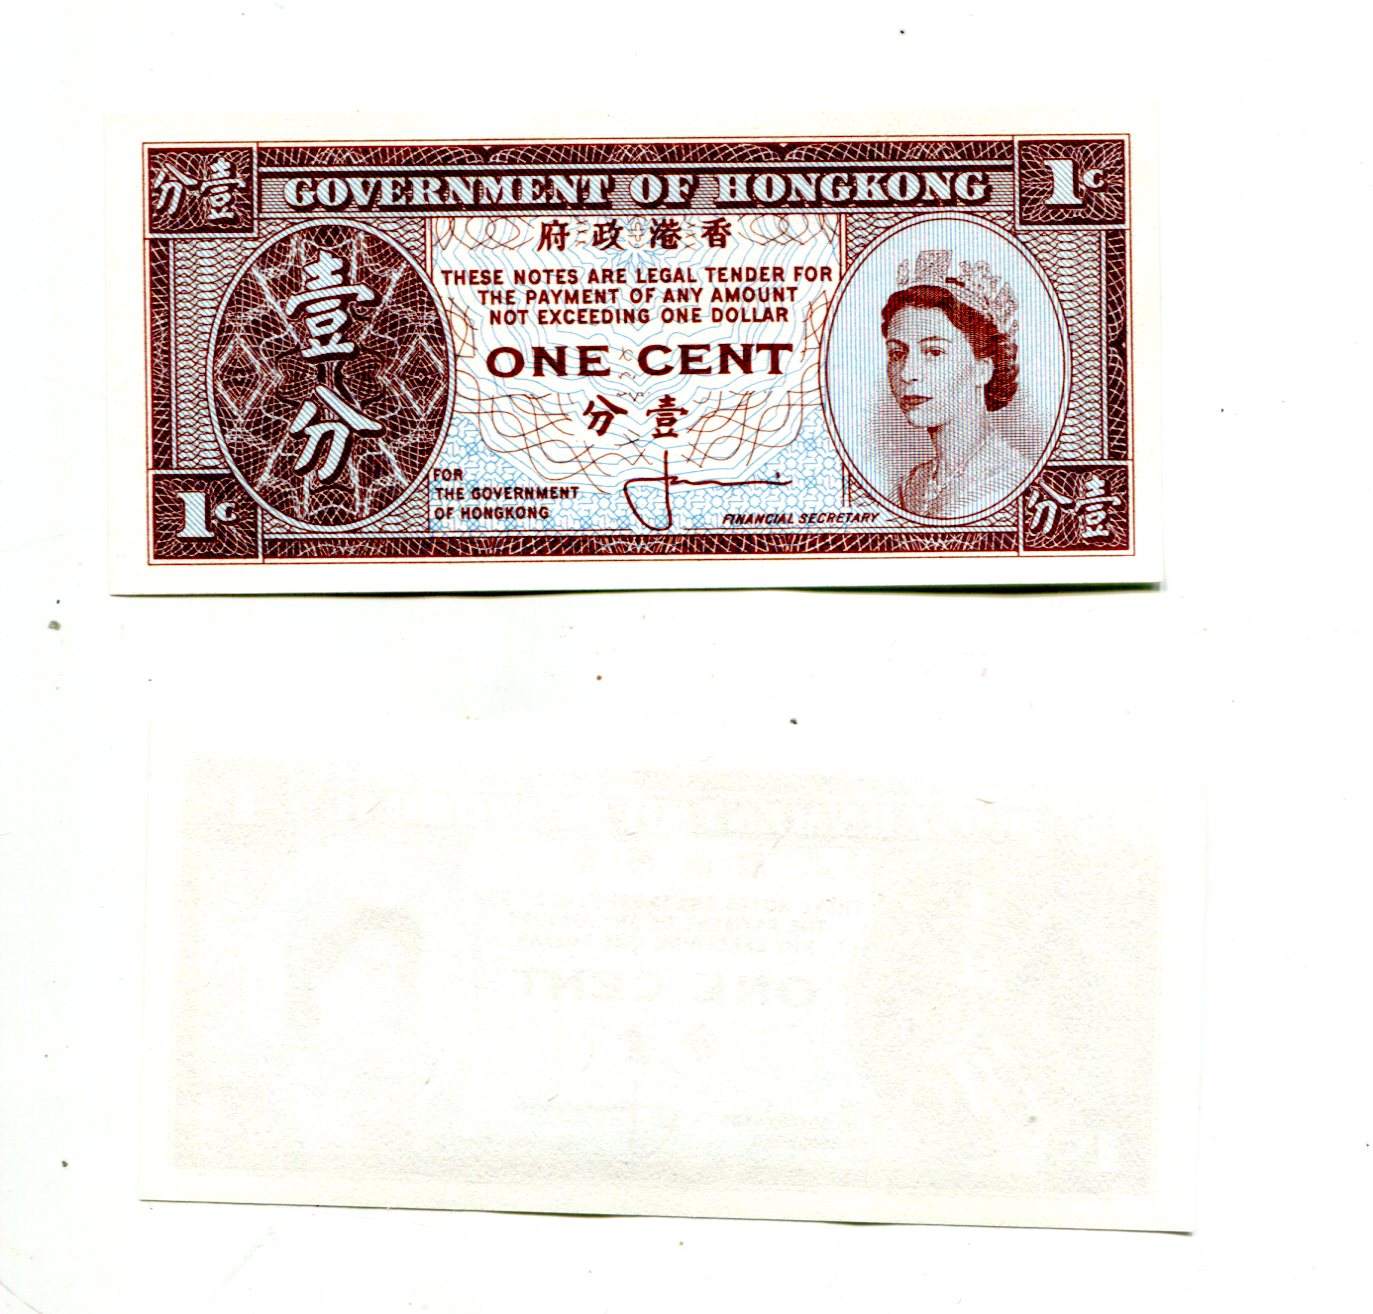 分壹
GOVERNMENT OF HONGKONG
1c
府政港香
THESE NOTES ARE LEGAL TENDER FOR
THE PAYMENT OF ANY AMOUNT
NOT EXCEEDING ONE DOLLAR
ONE CENT
分壹
壹
分
FOR
THE GOVERNMENT
OF HONGKONG
FINANCIAL SECRETARY
1c
分壹